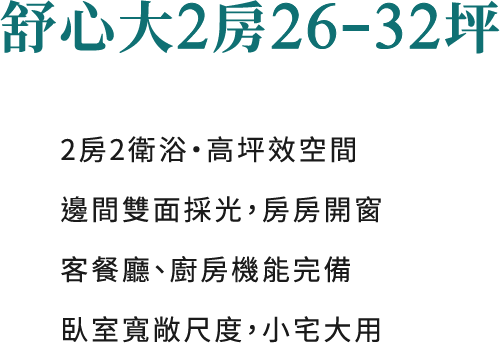 舒心大2房26-32坪
2房2衛浴•高坪效空間
邊間雙面採光，房房開窗
客餐廳、廚房機能完備
臥室寬敞尺度，小宅大用